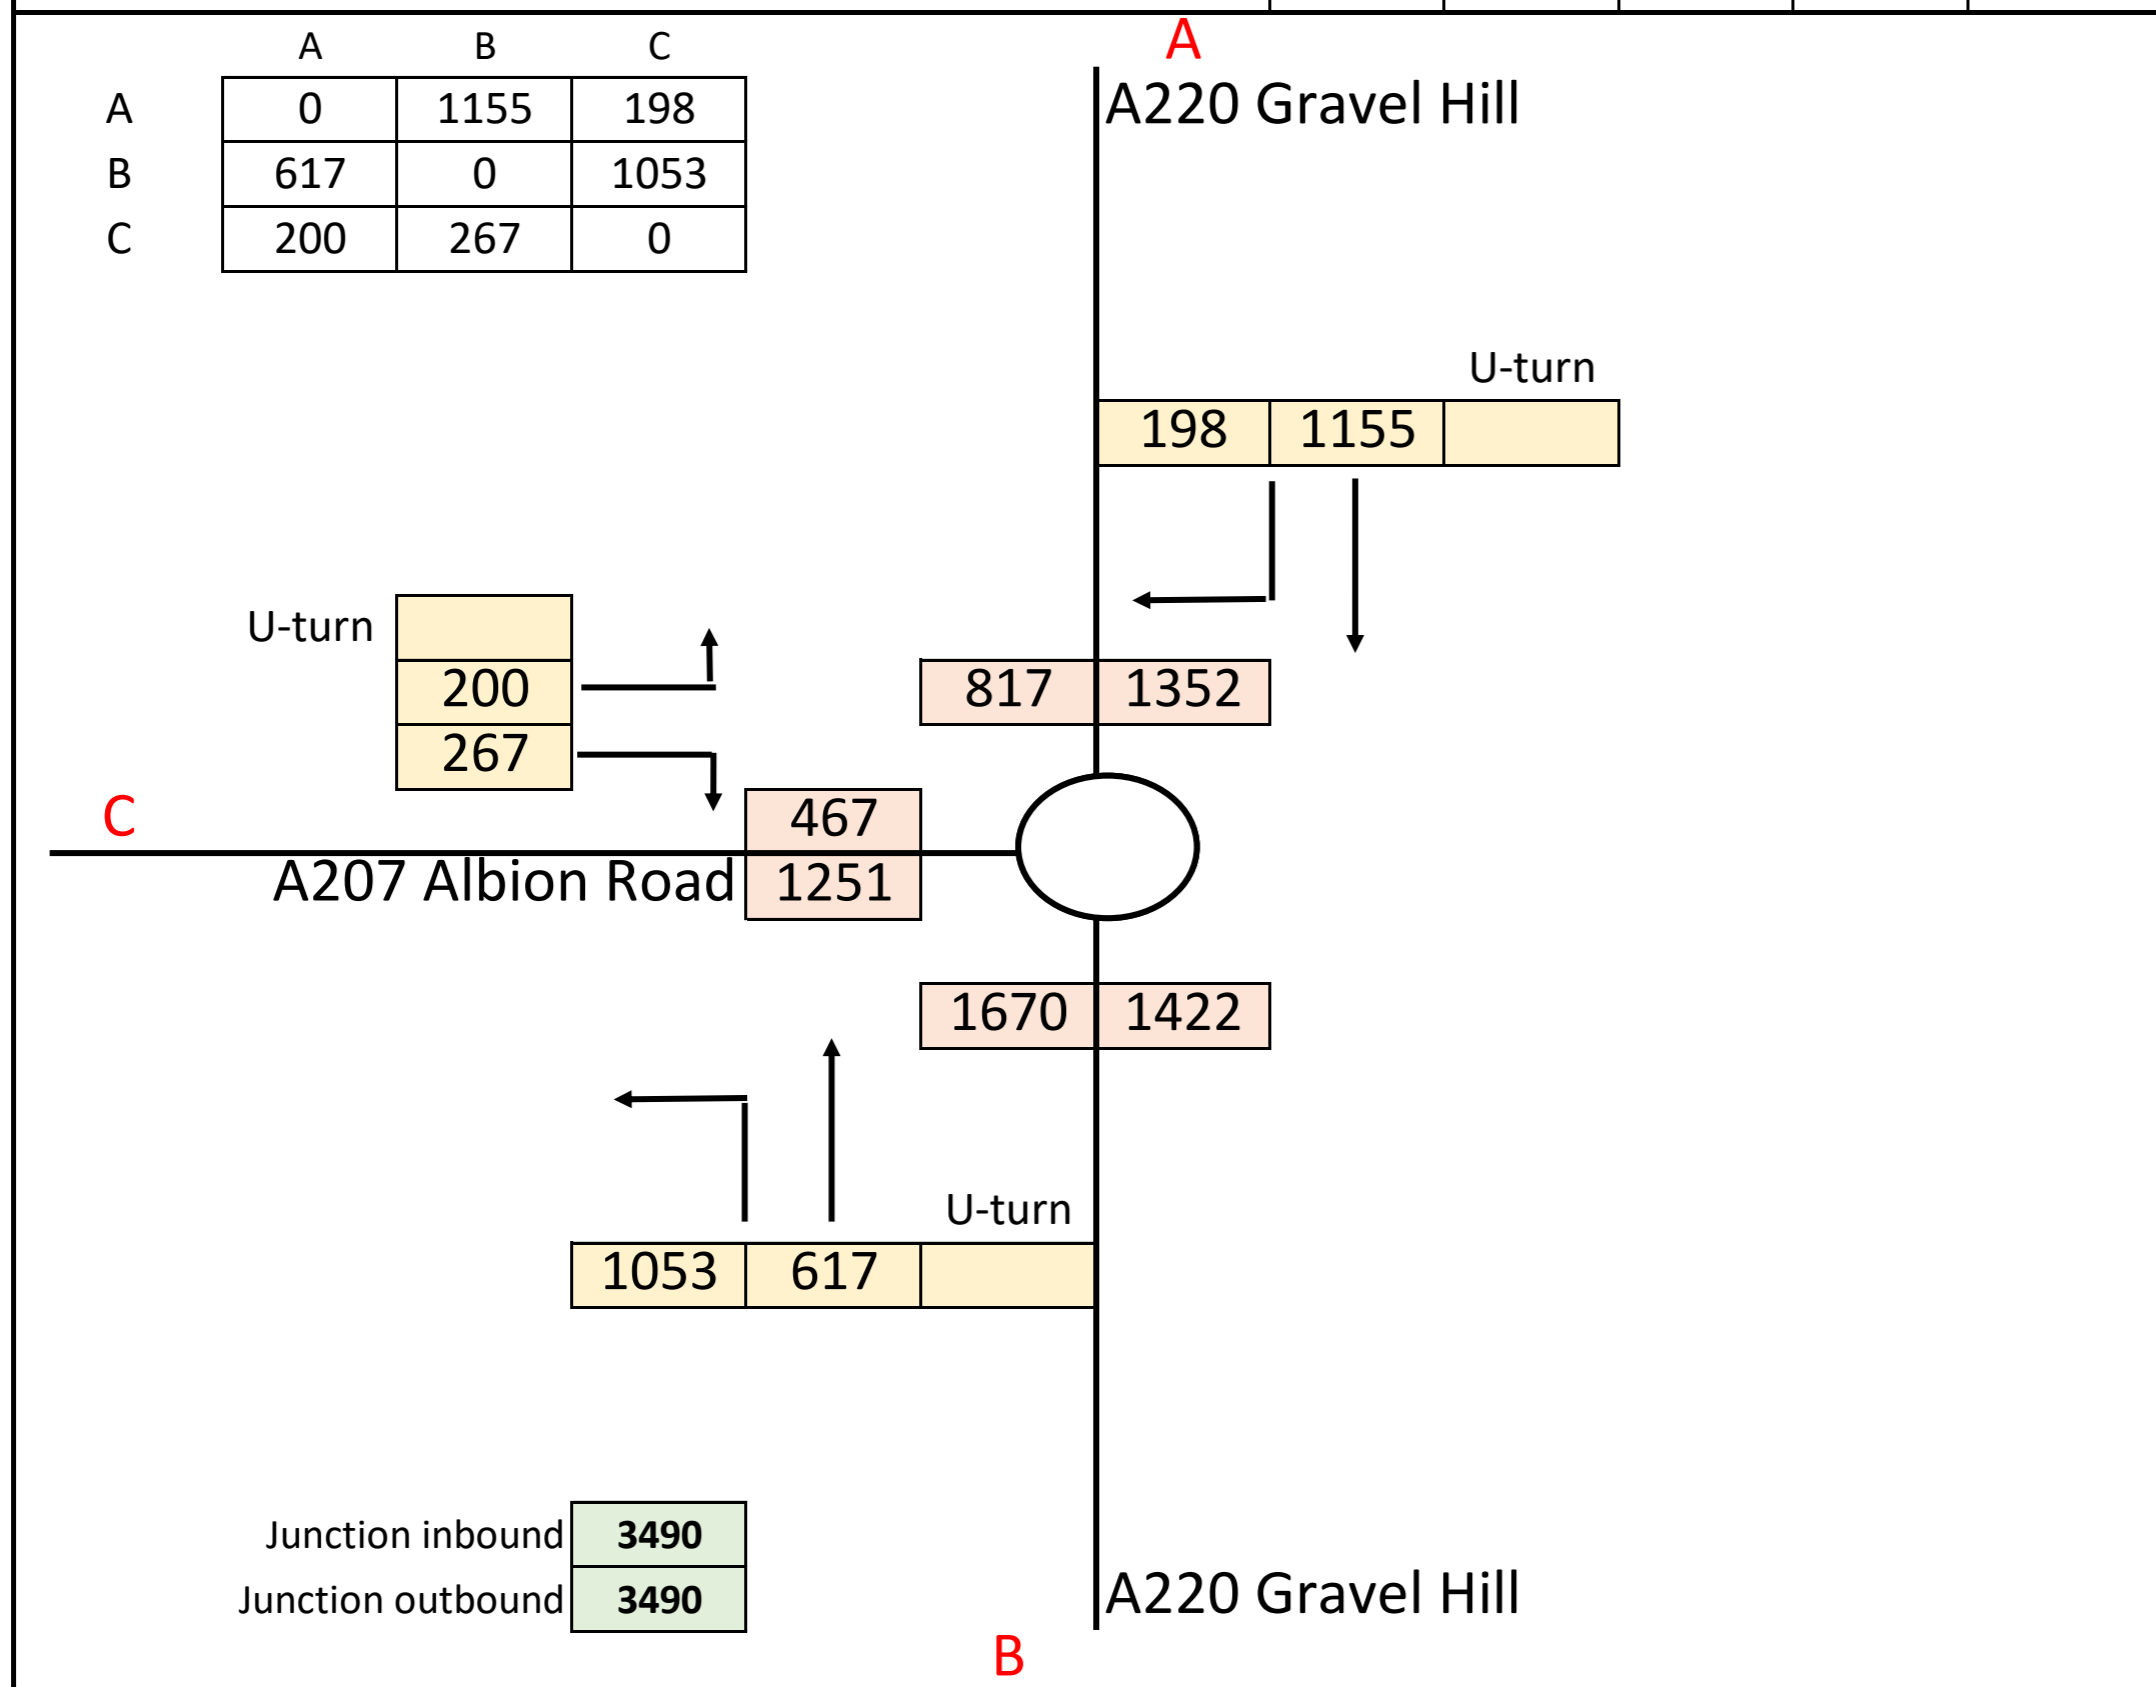 A B C
A
A 0 1155 198
A220 Gravel Hill
B 617 0 1053
C 200 267 0
U-turn
198 1155
U-turn
200
817 1352
267
C
467
A207 Albion Road 1251
1670 1422
U-turn
1053 617
Junction inbound 3490
Junction outbound 3490
A220 Gravel Hill
B